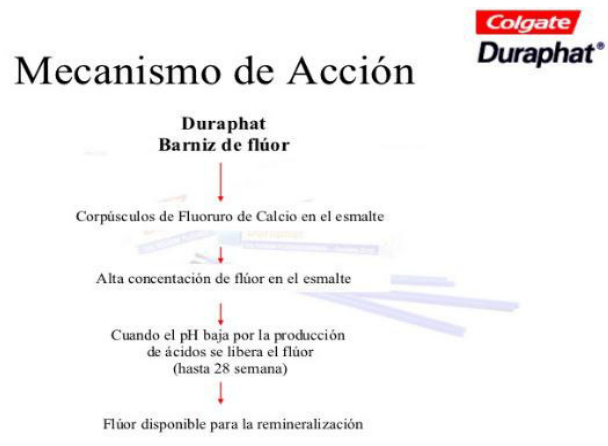 Colgate
Duraphat®
Mecanismo de Acción
Duraphat
Barniz de flúor
Corpúsculos de Fluoruro de Calcio en el esmalte
Duraphat
Alta concentación de flúor en el esmalte
Cuando el pH baja por la producción
de ácidos se libera el flúor
(hasta 28 semana)
Flúor disponible para la remineralización